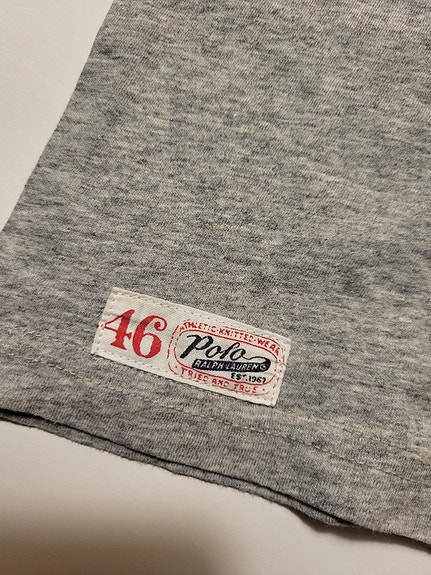 46
ATHLETIC·KNITTED·WEAR
Polo
RALPH LAUREN
EST. 1967
TRIED AND TRUE